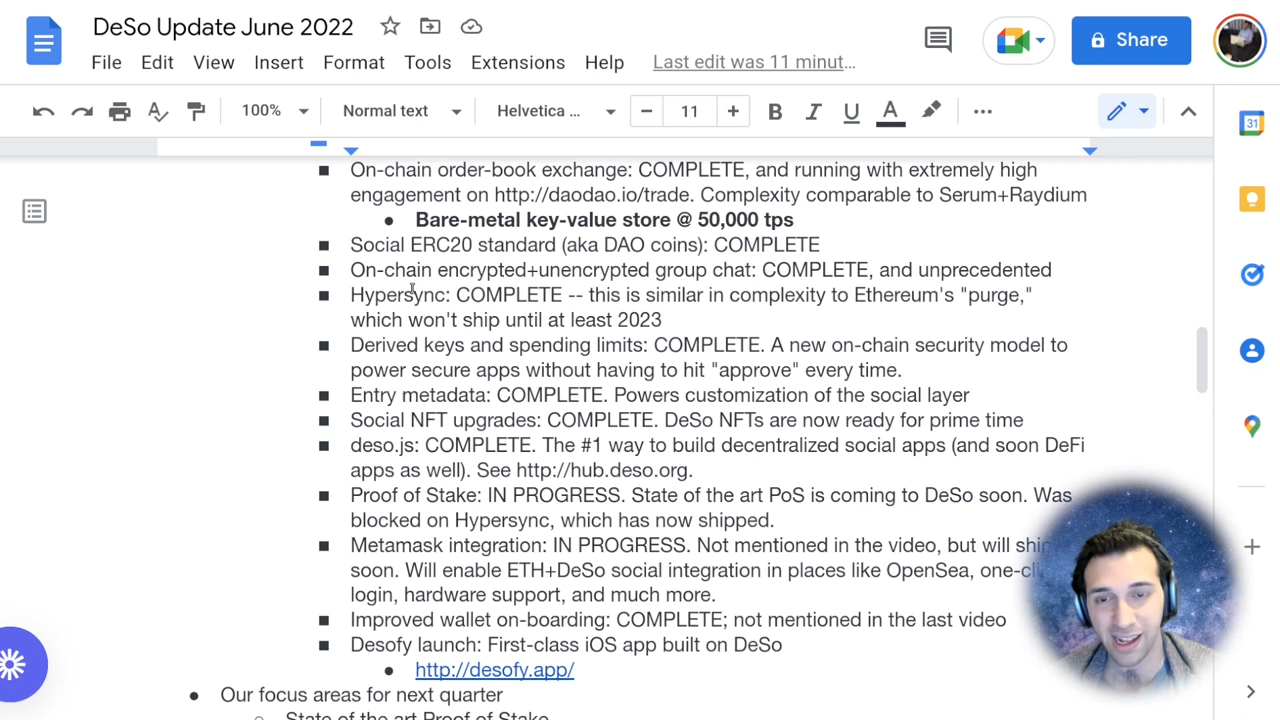 DeSo Update June 2022
Share
File Edit View Insert Format Tools Extensions Help Last edit was 11 minut…
100% Normal text Helvetica ... 11 B I U A
31
■ On-chain order-book exchange: COMPLETE, and running with extremely high
engagement on http://daodao.io/trade. Complexity comparable to Serum+Raydium
● Bare-metal key-value store @ 50,000 tps
■ Social ERC20 standard (aka DAO coins): COMPLETE
■ On-chain encrypted+unencrypted group chat: COMPLETE, and unprecedented
■ Hypersync: COMPLETE -- this is similar in complexity to Ethereum's "purge,"
which won't ship until at least 2023
■ Derived keys and spending limits: COMPLETE. A new on-chain security model to
power secure apps without having to hit "approve" every time.
■ Entry metadata: COMPLETE. Powers customization of the social layer
■ Social NFT upgrades: COMPLETE. DeSo NFTs are now ready for prime time
■ deso.js: COMPLETE. The #1 way to build decentralized social apps (and soon DeFi
apps as well). See http://hub.deso.org.
■ Proof of Stake: IN PROGRESS. State of the art PoS is coming to DeSo soon. Was
blocked on Hypersync, which has now shipped.
■ Metamask integration: IN PROGRESS. Not mentioned in the video, but will
soon. Will enable ETH+DeSo social integration in places like OpenSea,
login, hardware support, and much more.
■ Improved wallet on-boarding: COMPLETE; not mentioned in the last video
■ Desofy launch: First-class iOS app built on DeSo
● http://desofy.app/
● Our focus areas for next quarter
○ State of the art Proof of Stake